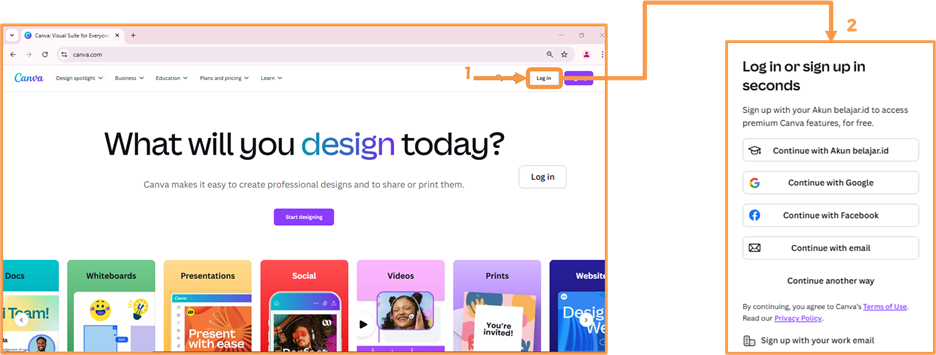 Canva: Visual Suite for Everyone
canva.com
Canva
Design spotlight
Business
Education
Plans and pricing
Learn
1
Log in
What will you design today?
Canva makes it easy to create professional designs and to share or print them.
Log in
Start designing
Docs
Whiteboards
Presentations
Social
Videos
Prints
Website
Hi Team!
Canva
Present
with ease
You're
invited!
2
Log in or sign up in
seconds
Sign up with your Akun belajar.id to access
premium Canva features, for free.
Continue with Akun belajar.id
Continue with Google
Continue with Facebook
Continue with email
Continue another way
By continuing, you agree to Canva's Terms of Use.
Read our Privacy Policy.
Sign up with your work email